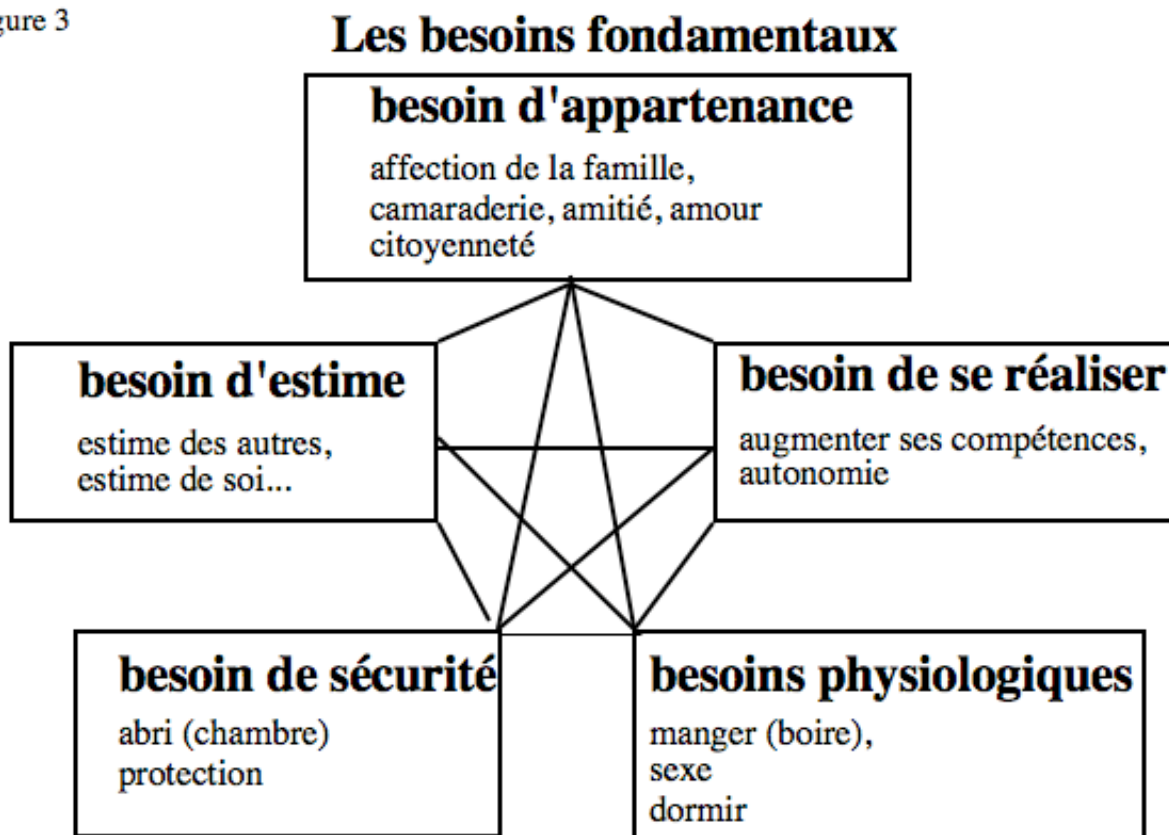 gure 3
Les besoins fondamentaux
besoin d'appartenance
affection de la famille,
camaraderie, amitié, amour
citoyenneté
besoin d'estime
estime des autres,
estime de soi...
besoin de se réaliser
augmenter ses compétences,
autonomie
besoin de sécurité
abri (chambre)
protection
besoins physiologiques
manger (boire),
sexe
dormir